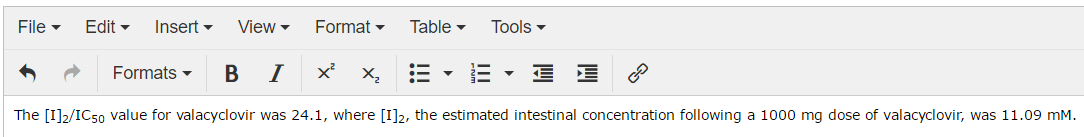 File Edit Insert View Format Table Tools
Formats B I x² x₂
The [I]₂/IC₅₀ value for valacyclovir was 24.1, where [I]₂, the estimated intestinal concentration following a 1000 mg dose of valacyclovir, was 11.09 mM.